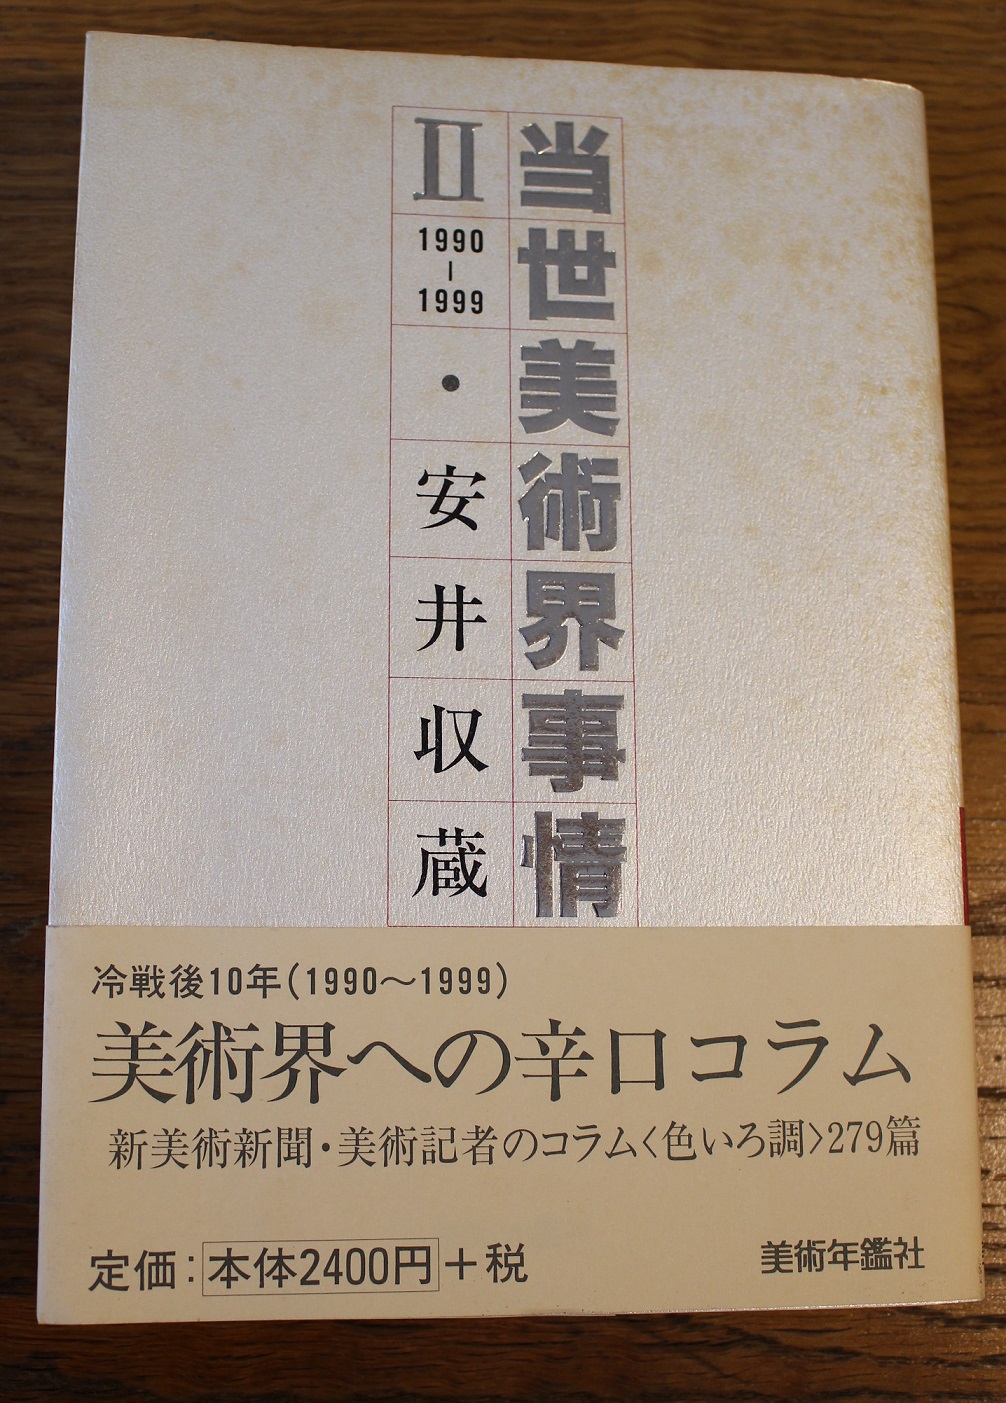 当世美術界事情
Ⅱ
1990
-
1999
・安井収蔵
冷戦後10年(1990〜1999)
美術界への辛口コラム
新美術新聞・美術記者のコラム〈色いろ調〉279篇
定価:本体2400円+税
美術年鑑社